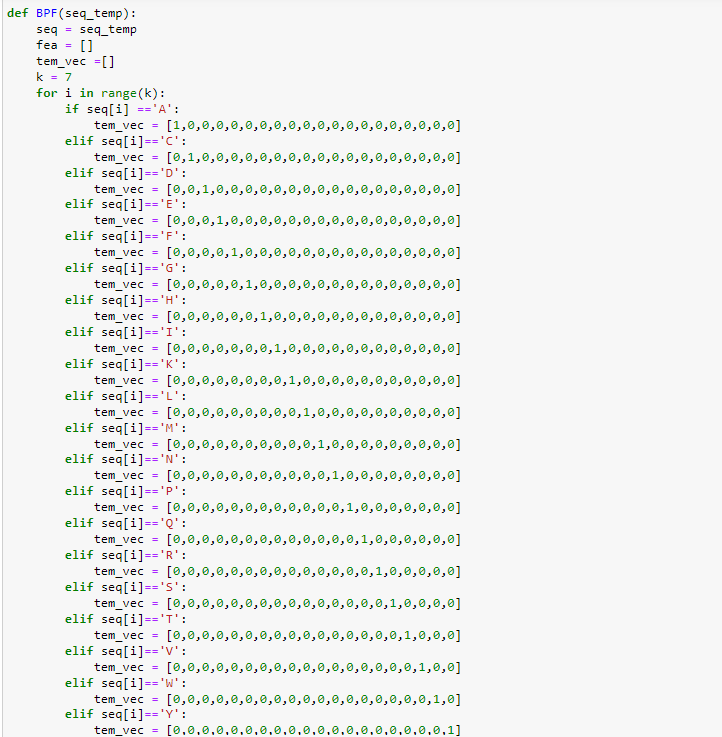 def BPF(seq_temp):
    seq = seq_temp
    fea = []
    tem_vec =[]
    k = 7
    for i in range(k):
        if seq[i] =='A':
            tem_vec = [1,0,0,0,0,0,0,0,0,0,0,0,0,0,0,0,0,0,0,0]
        elif seq[i]=='C':
            tem_vec = [0,1,0,0,0,0,0,0,0,0,0,0,0,0,0,0,0,0,0,0]
        elif seq[i]=='D':
            tem_vec = [0,0,1,0,0,0,0,0,0,0,0,0,0,0,0,0,0,0,0,0]
        elif seq[i]=='E':
            tem_vec = [0,0,0,1,0,0,0,0,0,0,0,0,0,0,0,0,0,0,0,0]
        elif seq[i]=='F':
            tem_vec = [0,0,0,0,1,0,0,0,0,0,0,0,0,0,0,0,0,0,0,0]
        elif seq[i]=='G':
            tem_vec = [0,0,0,0,0,1,0,0,0,0,0,0,0,0,0,0,0,0,0,0]
        elif seq[i]=='H':
            tem_vec = [0,0,0,0,0,0,1,0,0,0,0,0,0,0,0,0,0,0,0,0]
        elif seq[i]=='I':
            tem_vec = [0,0,0,0,0,0,0,1,0,0,0,0,0,0,0,0,0,0,0,0]
        elif seq[i]=='K':
            tem_vec = [0,0,0,0,0,0,0,0,1,0,0,0,0,0,0,0,0,0,0,0]
        elif seq[i]=='L':
            tem_vec = [0,0,0,0,0,0,0,0,0,1,0,0,0,0,0,0,0,0,0,0]
        elif seq[i]=='M':
            tem_vec = [0,0,0,0,0,0,0,0,0,0,1,0,0,0,0,0,0,0,0,0]
        elif seq[i]=='N':
            tem_vec = [0,0,0,0,0,0,0,0,0,0,0,1,0,0,0,0,0,0,0,0]
        elif seq[i]=='P':
            tem_vec = [0,0,0,0,0,0,0,0,0,0,0,0,1,0,0,0,0,0,0,0]
        elif seq[i]=='Q':
            tem_vec = [0,0,0,0,0,0,0,0,0,0,0,0,0,1,0,0,0,0,0,0]
        elif seq[i]=='R':
            tem_vec = [0,0,0,0,0,0,0,0,0,0,0,0,0,0,1,0,0,0,0,0]
        elif seq[i]=='S':
            tem_vec = [0,0,0,0,0,0,0,0,0,0,0,0,0,0,0,1,0,0,0,0]
        elif seq[i]=='T':
            tem_vec = [0,0,0,0,0,0,0,0,0,0,0,0,0,0,0,0,1,0,0,0]
        elif seq[i]=='V':
            tem_vec = [0,0,0,0,0,0,0,0,0,0,0,0,0,0,0,0,0,1,0,0]
        elif seq[i]=='W':
            tem_vec = [0,0,0,0,0,0,0,0,0,0,0,0,0,0,0,0,0,0,1,0]
        elif seq[i]=='Y':
            tem_vec = [0,0,0,0,0,0,0,0,0,0,0,0,0,0,0,0,0,0,0,1]